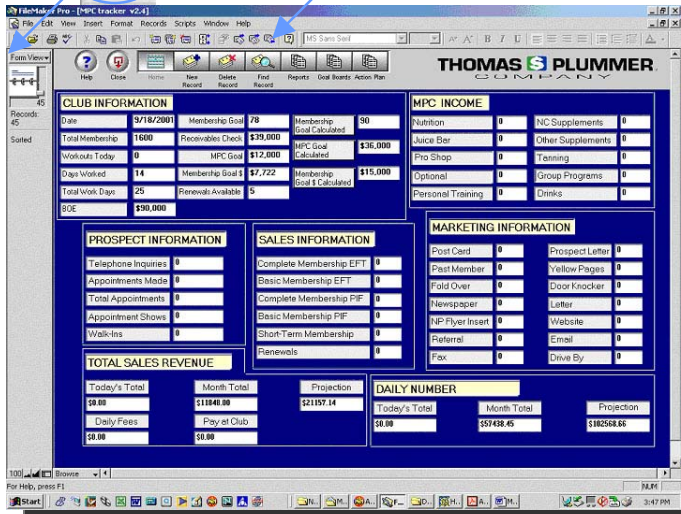 FileMaker Pro - [MPC tracker v2.4]
File Edit View Insert Format Records Scripts Window Help
MS Sans Serif
B I U
Form View
45
Records:
45
Sorted
Help Close Home New Record Delete Record Find Record Reports Goal Boards Action Plan
THOMAS PLUMMER
COMPANY
CLUB INFORMATION
Date 9/18/2001 Membership Goal 78 Membership Goal Calculated 90
Total Membership 1600 Receivables Check $39,000
Workouts Today 0 MPC Goal $12,000 MPC Goal Calculated $36,000
Days Worked 14 Membership Goal $ $7,722 Membership Goal $ Calculated $15,000
Total Work Days 25 Renewals Available 5
BOE $90,000
MPC INCOME
Nutrition 0 NC Supplements 0
Juice Bar 0 Other Supplements 0
Pro Shop 0 Tanning 0
Optional 0 Group Programs 0
Personal Training 0 Drinks 0
PROSPECT INFORMATION
Telephone Inquiries 0
Appointments Made 0
Total Appointments 0
Appointment Shows 0
Walk-Ins 0
SALES INFORMATION
Complete Membership EFT 0
Basic Membership EFT 0
Complete Membership PIF 0
Basic Membership PIF 0
Short-Term Membership 0
Renewals 0
MARKETING INFORMATION
Post Card 0 Prospect Letter 0
Past Member 0 Yellow Pages 0
Fold Over 0 Door Knocker 0
Newspaper 0 Letter 0
NP Flyer Insert 0 Website 0
Referral 0 Email 0
Fax 0 Drive By 0
TOTAL SALES REVENUE
Today's Total Month Total Projection
$0.00 $11840.00 $21157.14
Daily Fees Pay at Club
$0.00 $0.00
DAILY NUMBER
Today's Total Month Total Projection
$0.00 $57438.45 $102568.66
100 Browse
For Help, press F1
NUM
Start N... M... A... F... D... H... A... M... 3:47 PM